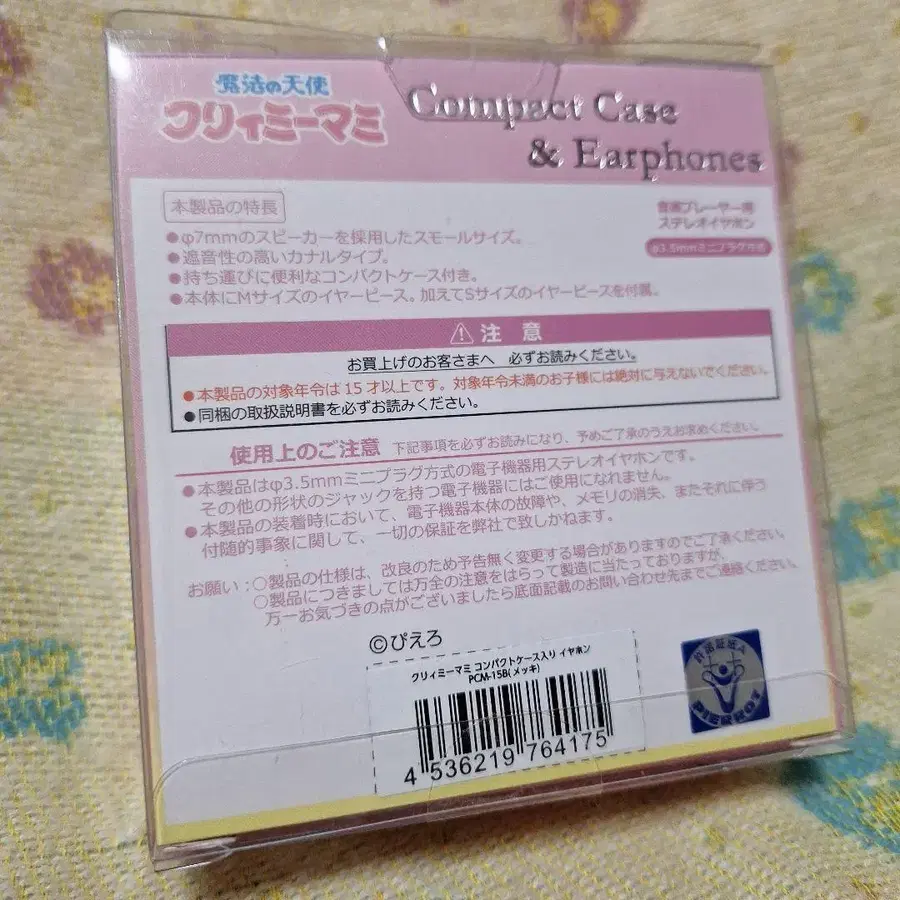 魔法の天使
クリィミーマミ
Compact Case
& Earphones
本製品の特長
●φ7mmのスピーカーを採用したスモールサイズ。
●遮音性の高いカナルタイプ。
●持ち運びに便利なコンパクトケース付き。
●本体にMサイズのイヤーピース。加えてSサイズのイヤーピースを付属。
音楽プレーヤー用
ステレオイヤホン
φ3.5mmミニプラグ方式
注 意
お買上げのお客さまへ 必ずお読みください。
●本製品の対象年令は15才以上です。対象年令未満のお子様には絶対に与えないでください。
●同梱の取扱説明書を必ずお読みください。
使用上のご注意 下記事項を必ずお読みになり、予めご了承のうえお求めください。
●本製品はφ3.5mmミニプラグ方式の電子機器用ステレオイヤホンです。
その他の形状のジャックを持つ電子機器にはご使用になれません。
●本製品の装着時において、電子機器本体の故障や、メモリの消失、またそれに伴う
付随的事象に関して、一切の保証を弊社で致しかねます。
お願い:○製品の仕様は、改良のため予告無く変更する場合がありますのでご了承ください。
○製品につきましては万全の注意をはらって製造に当たっておりますが、
万一お気づきの点がございましたら底面記載のお問い合わせ先までご連絡ください。
©ぴえろ
クリィミーマミ コンパクトケース入り イヤホン
PCM-15B(メッキ)
4 536219 764175
許諾証紙A
PIERROT